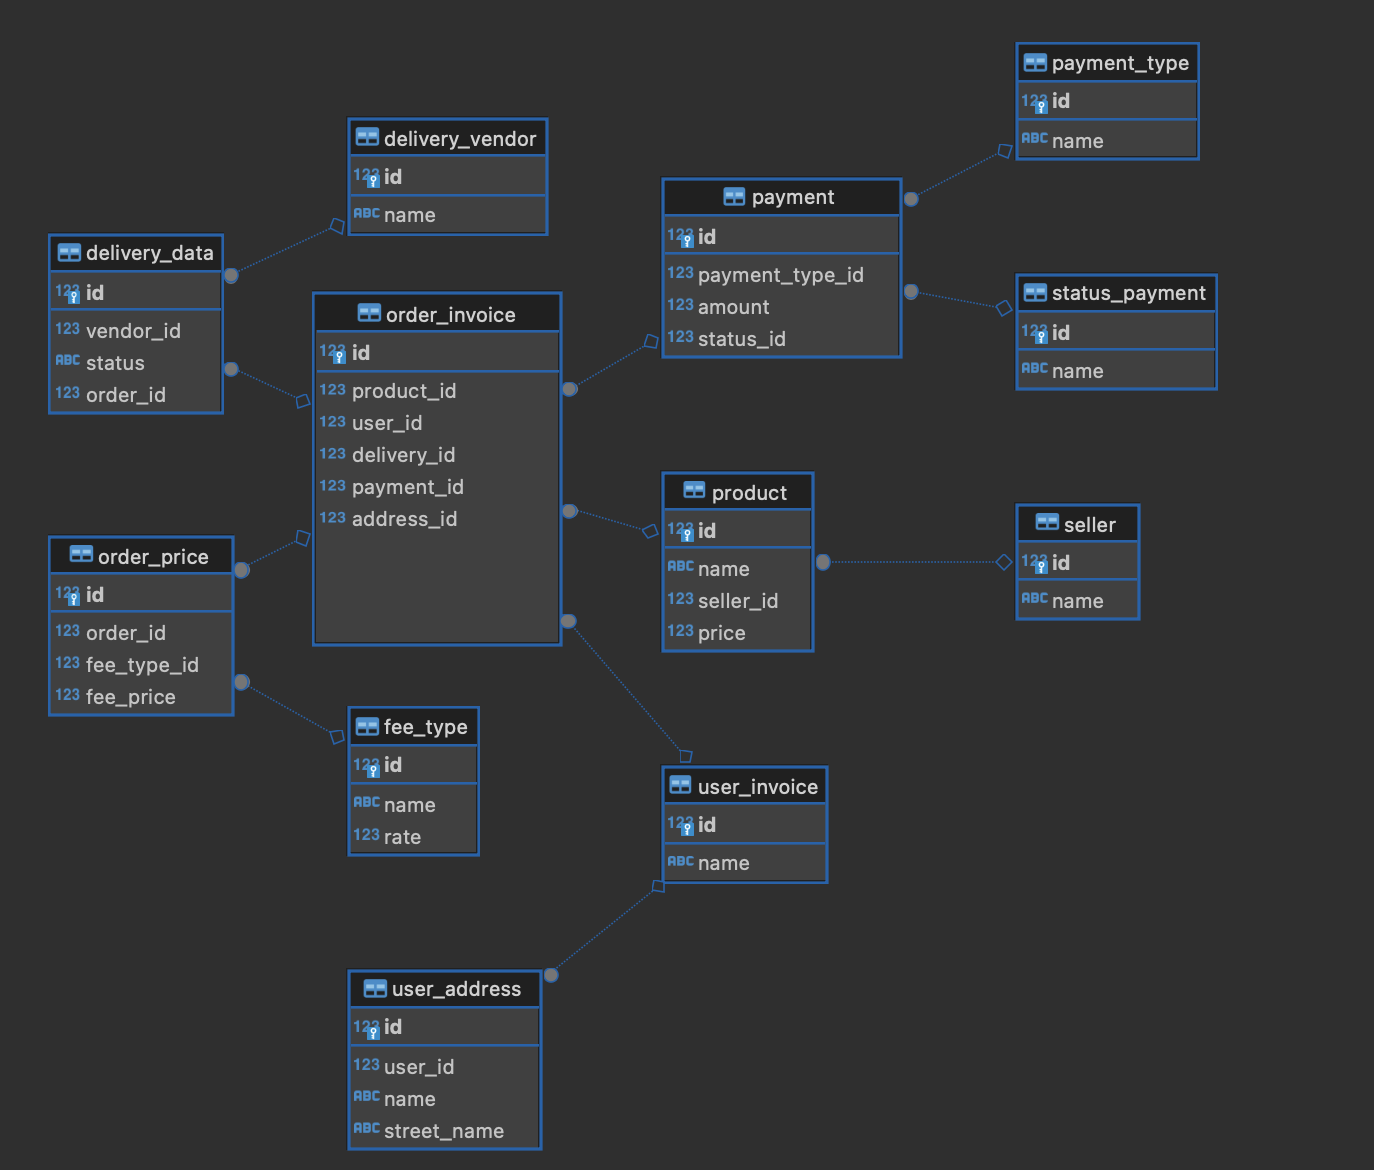 payment_type
123 id
ABC name
delivery_vendor
123 id
ABC name
payment
123 id
123 payment_type_id
123 amount
123 status_id
delivery_data
123 id
123 vendor_id
ABC status
123 order_id
status_payment
123 id
ABC name
order_invoice
123 id
123 product_id
123 user_id
123 delivery_id
123 payment_id
123 address_id
product
123 id
ABC name
123 seller_id
123 price
seller
123 id
ABC name
order_price
123 id
123 order_id
123 fee_type_id
123 fee_price
fee_type
123 id
ABC name
123 rate
user_invoice
123 id
ABC name
user_address
123 id
123 user_id
ABC name
ABC street_name